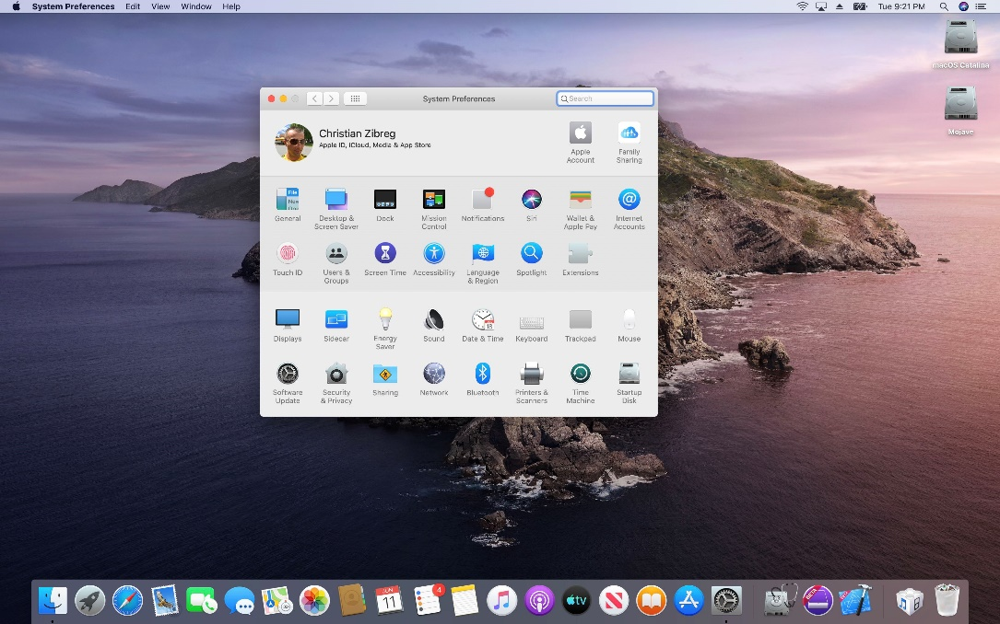 System Preferences Edit View Window Help
Tue 9:21 PM
macOS Catalina
Mojave
System Preferences
Search
Christian Zibreg
Apple ID, iCloud, Media & App Store
Apple
Account
Family
Sharing
General
Desktop &
Screen Saver
Dock
Mission
Control
Notifications
Siri
Wallet &
Apple Pay
Internet
Accounts
Touch ID
Users &
Groups
Screen Time
Accessibility
Language
& Region
Spotlight
Extensions
Displays
Sidecar
Energy
Saver
Sound
Date & Time
Keyboard
Trackpad
Mouse
Software
Update
Security
& Privacy
Sharing
Network
Bluetooth
Printers &
Scanners
Time
Machine
Startup
Disk
File
New
18
11
4
tv